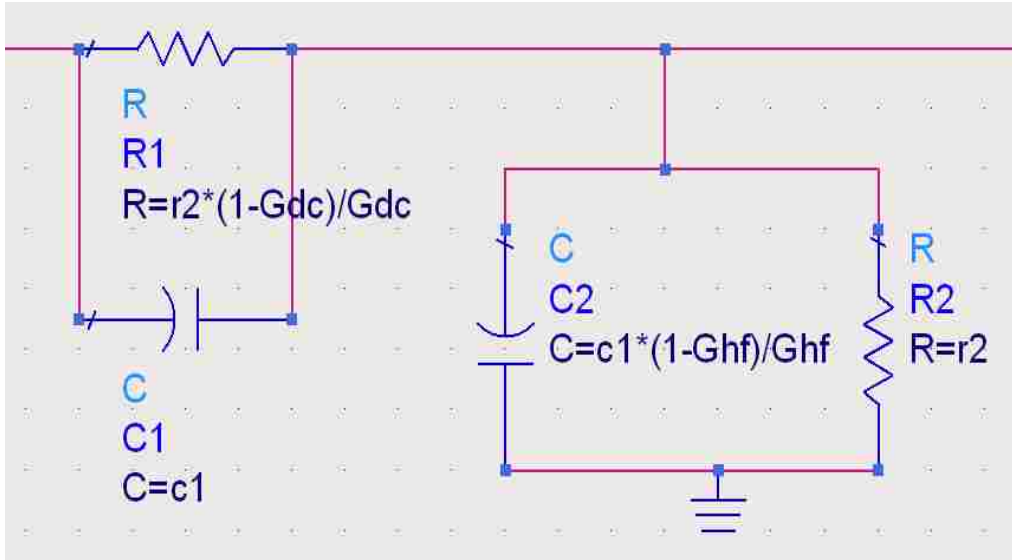 R
R1
R=r2*(1-Gdc)/Gdc
C
C1
C=c1
C
C2
C=c1*(1-Ghf)/Ghf
R
R2
R=r2